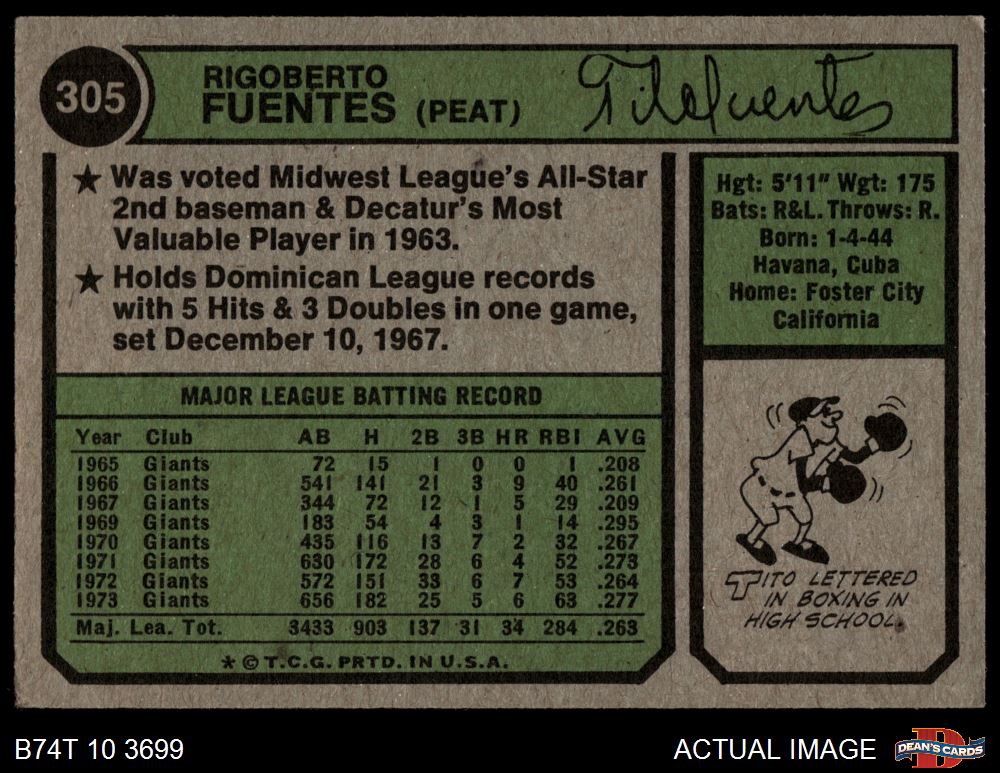 305
RIGOBERTO
FUENTES (PEAT)
Tito Fuentes
★ Was voted Midwest League's All-Star
2nd baseman & Decatur's Most
Valuable Player in 1963.
★ Holds Dominican League records
with 5 Hits & 3 Doubles in one game,
set December 10, 1967.
Hgt: 5'11" Wgt: 175
Bats: R&L. Throws: R.
Born: 1-4-44
Havana, Cuba
Home: Foster City
California
MAJOR LEAGUE BATTING RECORD
Year Club AB H 2B 3B HR RBI AVG
1965 Giants 72 15 1 0 0 1 .208
1966 Giants 541 141 21 3 9 40 .261
1967 Giants 344 72 12 1 5 29 .209
1969 Giants 183 54 4 3 1 14 .295
1970 Giants 435 116 13 7 2 32 .267
1971 Giants 630 172 28 6 4 52 .273
1972 Giants 572 151 33 6 7 53 .264
1973 Giants 656 182 25 5 6 63 .277
Maj. Lea. Tot. 3433 903 137 31 34 284 .263
★ © T.C.G. PRTD. IN U.S.A.
TITO LETTERED
IN BOXING IN
HIGH SCHOOL.
B74T 10 3699
ACTUAL IMAGE
D
DEAN'S CARDS